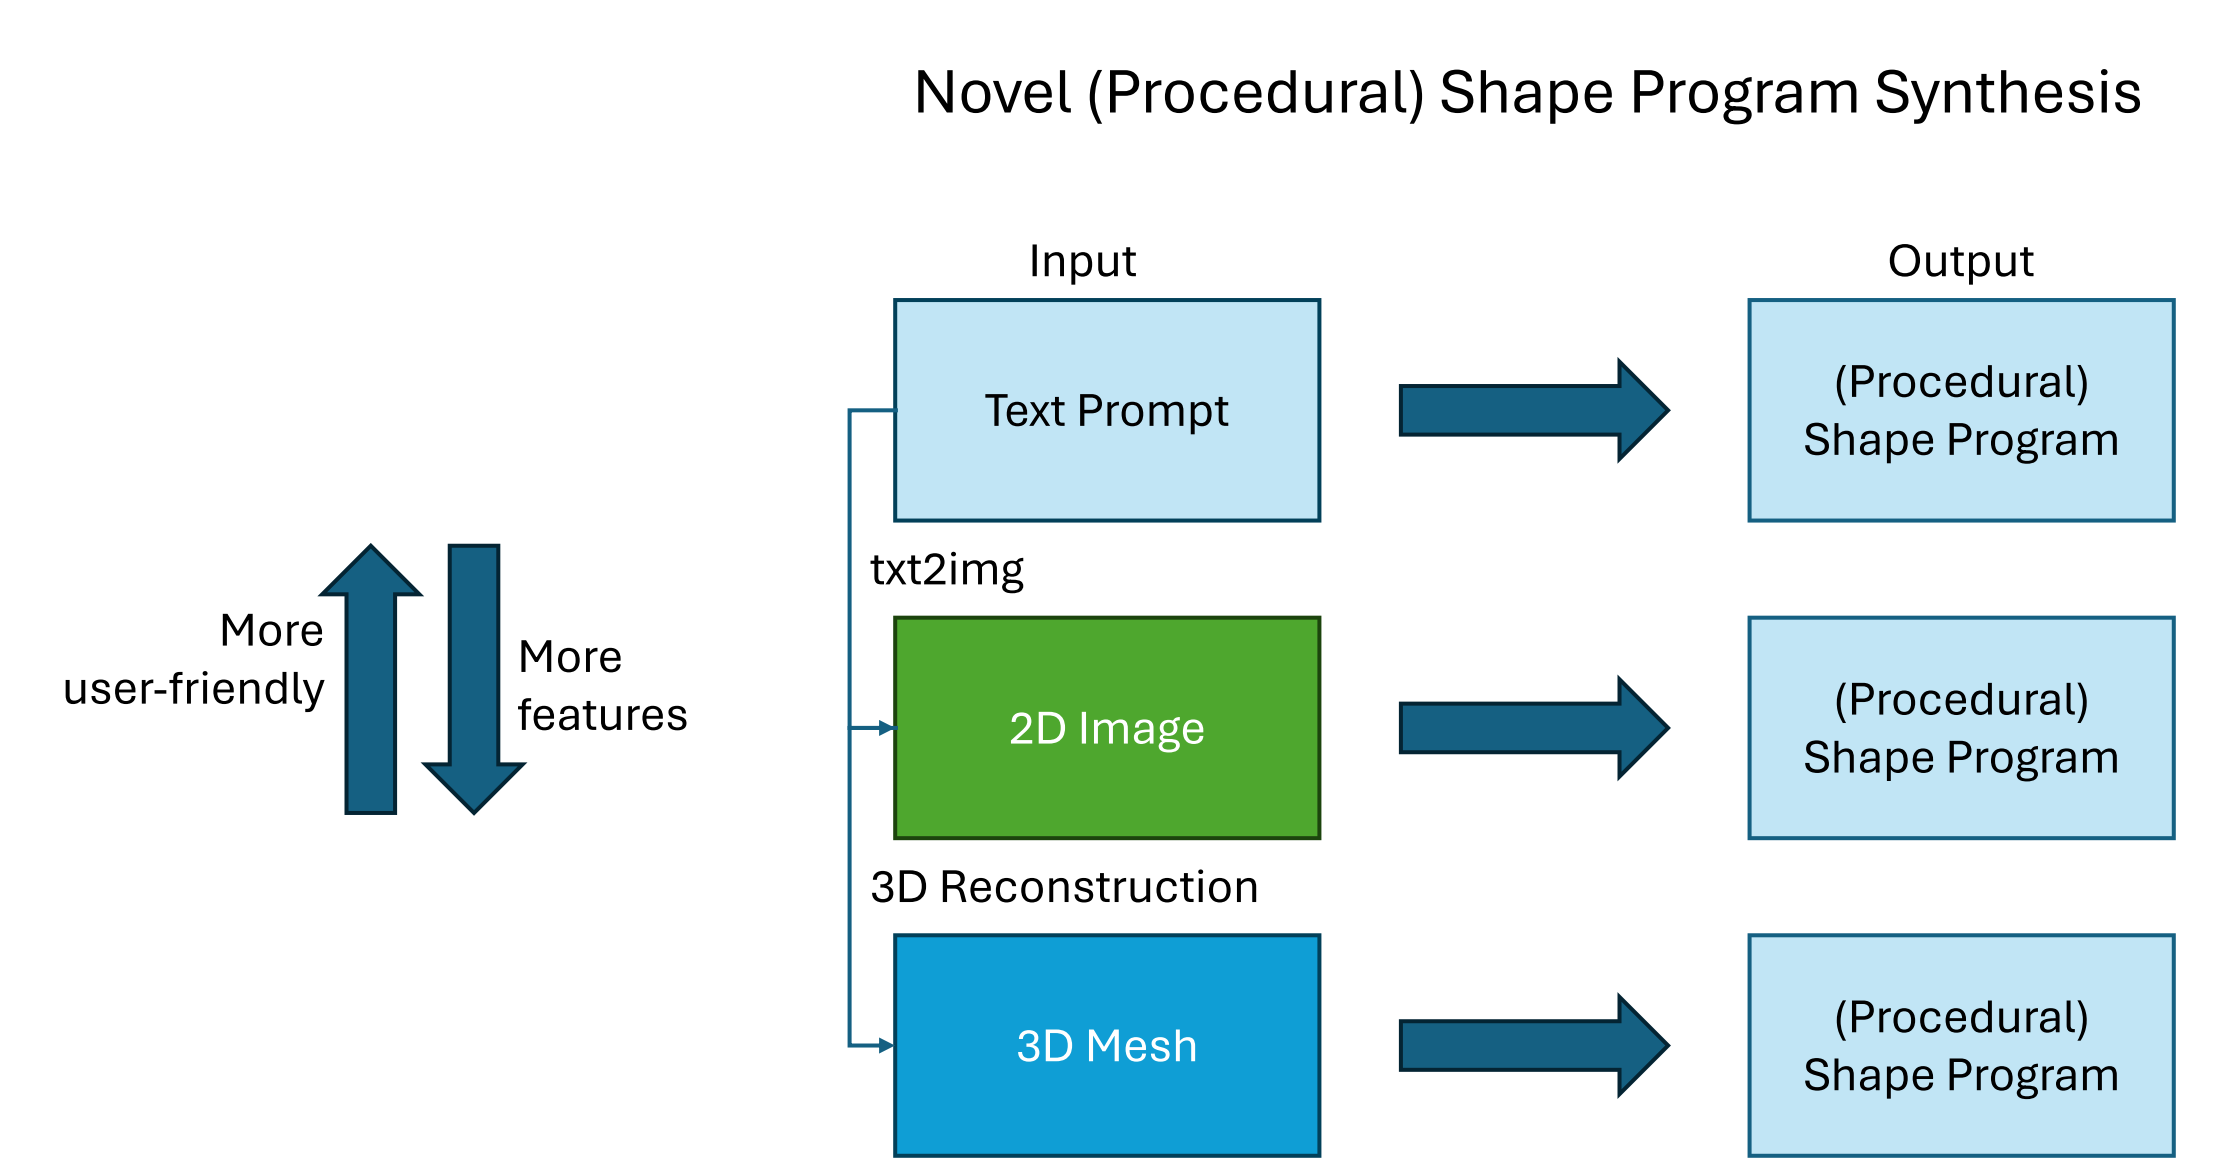 Novel (Procedural) Shape Program Synthesis
Input
Output
Text Prompt
(Procedural)
Shape Program
txt2img
More
user-friendly
More
features
2D Image
(Procedural)
Shape Program
3D Reconstruction
3D Mesh
(Procedural)
Shape Program